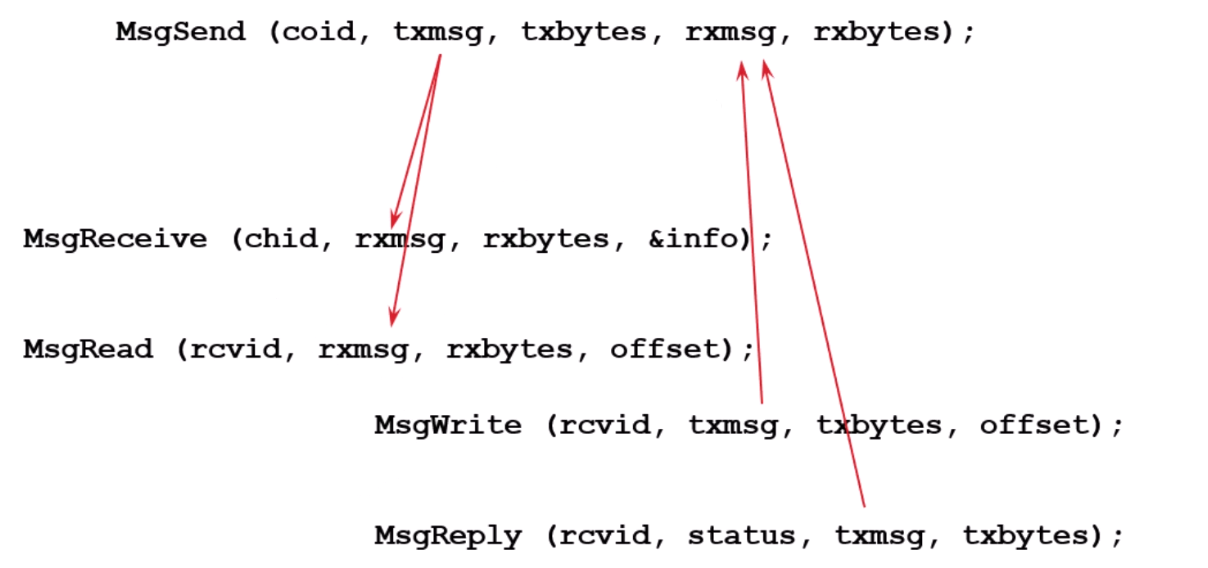 MsgSend (coid, txmsg, txbytes, rxmsg, rxbytes);
MsgReceive (chid, rxmsg, rxbytes, &info);
MsgRead (rcvid, rxmsg, rxbytes, offset);
MsgWrite (rcvid, txmsg, txbytes, offset);
MsgReply (rcvid, status, txmsg, txbytes);